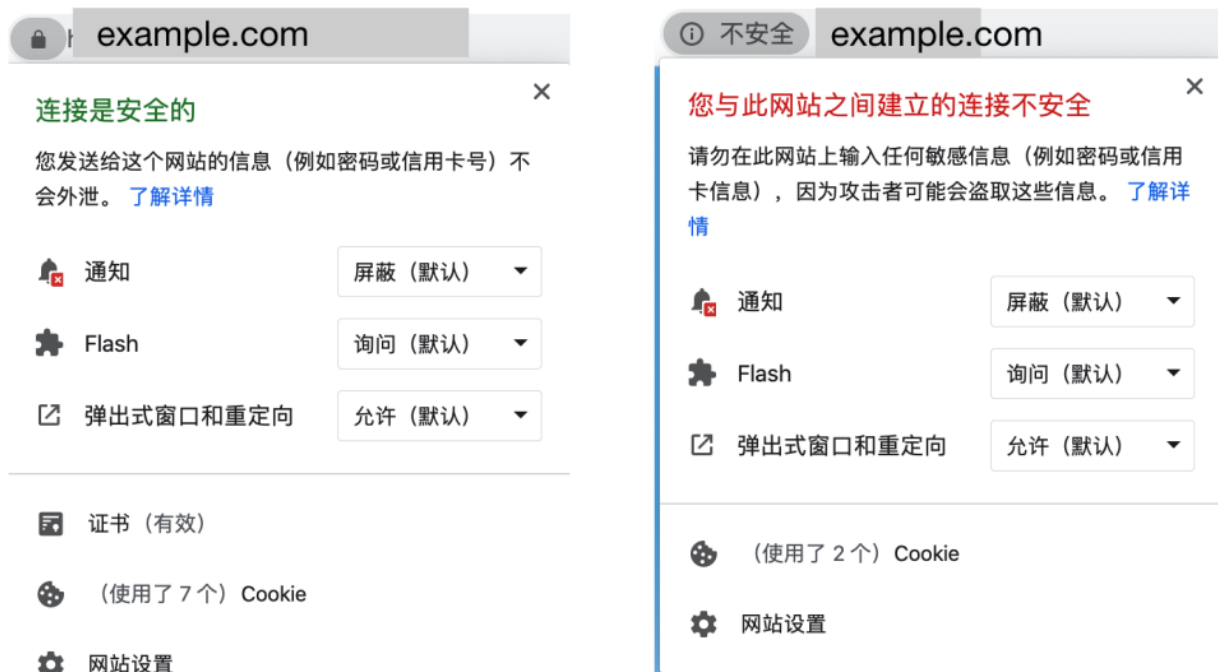 example.com
连接是安全的
您发送给这个网站的信息（例如密码或信用卡号）不
会外泄。 了解详情
通知
屏蔽（默认）
Flash
询问（默认）
弹出式窗口和重定向
允许（默认）
证书（有效）
（使用了 7 个）Cookie
网站设置
不安全
example.com
您与此网站之间建立的连接不安全
请勿在此网站上输入任何敏感信息（例如密码或信用
卡信息），因为攻击者可能会盗取这些信息。 了解详
情
通知
屏蔽（默认）
Flash
询问（默认）
弹出式窗口和重定向
允许（默认）
（使用了 2 个）Cookie
网站设置